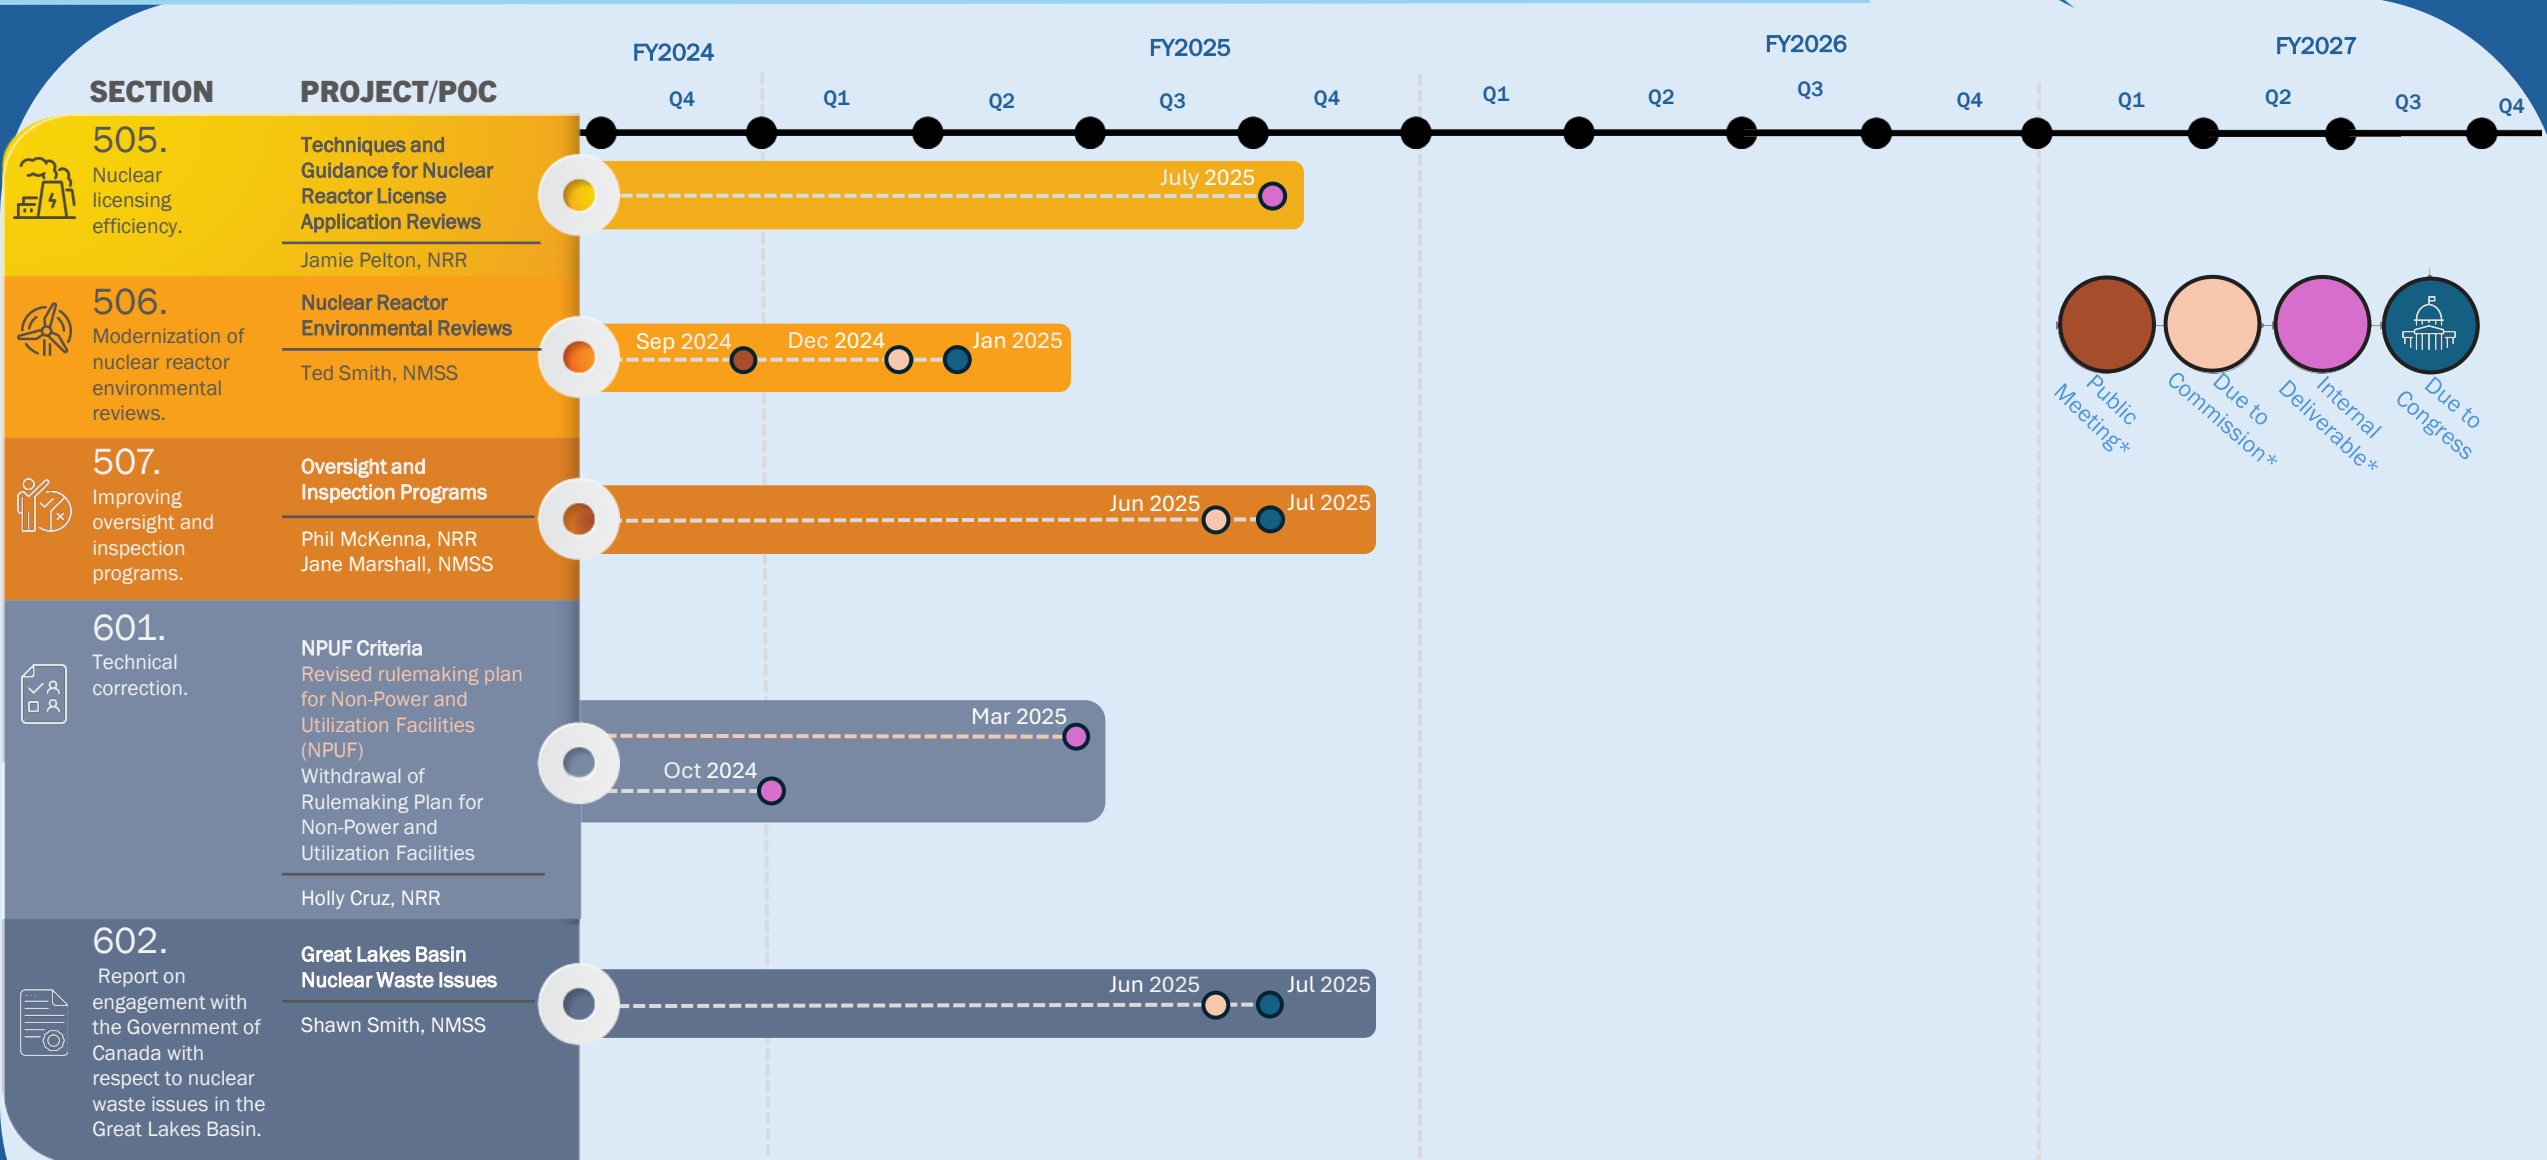 FY2024
FY2025
FY2026
FY2027
SECTION
PROJECT/POC
Q4
Q1
Q2
Q3
Q4
Q1
Q2
Q3
Q4
Q1
Q2
Q3
Q4
505.
Nuclear
licensing
efficiency.
Techniques and
Guidance for Nuclear
Reactor License
Application Reviews
Jamie Pelton, NRR
July 2025
506.
Modernization of
nuclear reactor
environmental
reviews.
Nuclear Reactor
Environmental Reviews
Ted Smith, NMSS
Sep 2024
Dec 2024
Jan 2025
Public
Meeting*
Due to
Commission*
Internal
Deliverable*
Due to
Congress
507.
Improving
oversight and
inspection
programs.
Oversight and
Inspection Programs
Phil McKenna, NRR
Jane Marshall, NMSS
Jun 2025
Jul 2025
601.
Technical
correction.
NPUF Criteria
Revised rulemaking plan
for Non-Power and
Utilization Facilities
(NPUF)
Withdrawal of
Rulemaking Plan for
Non-Power and
Utilization Facilities
Holly Cruz, NRR
Mar 2025
Oct 2024
602.
Report on
engagement with
the Government of
Canada with
respect to nuclear
waste issues in the
Great Lakes Basin.
Great Lakes Basin
Nuclear Waste Issues
Shawn Smith, NMSS
Jun 2025
Jul 2025